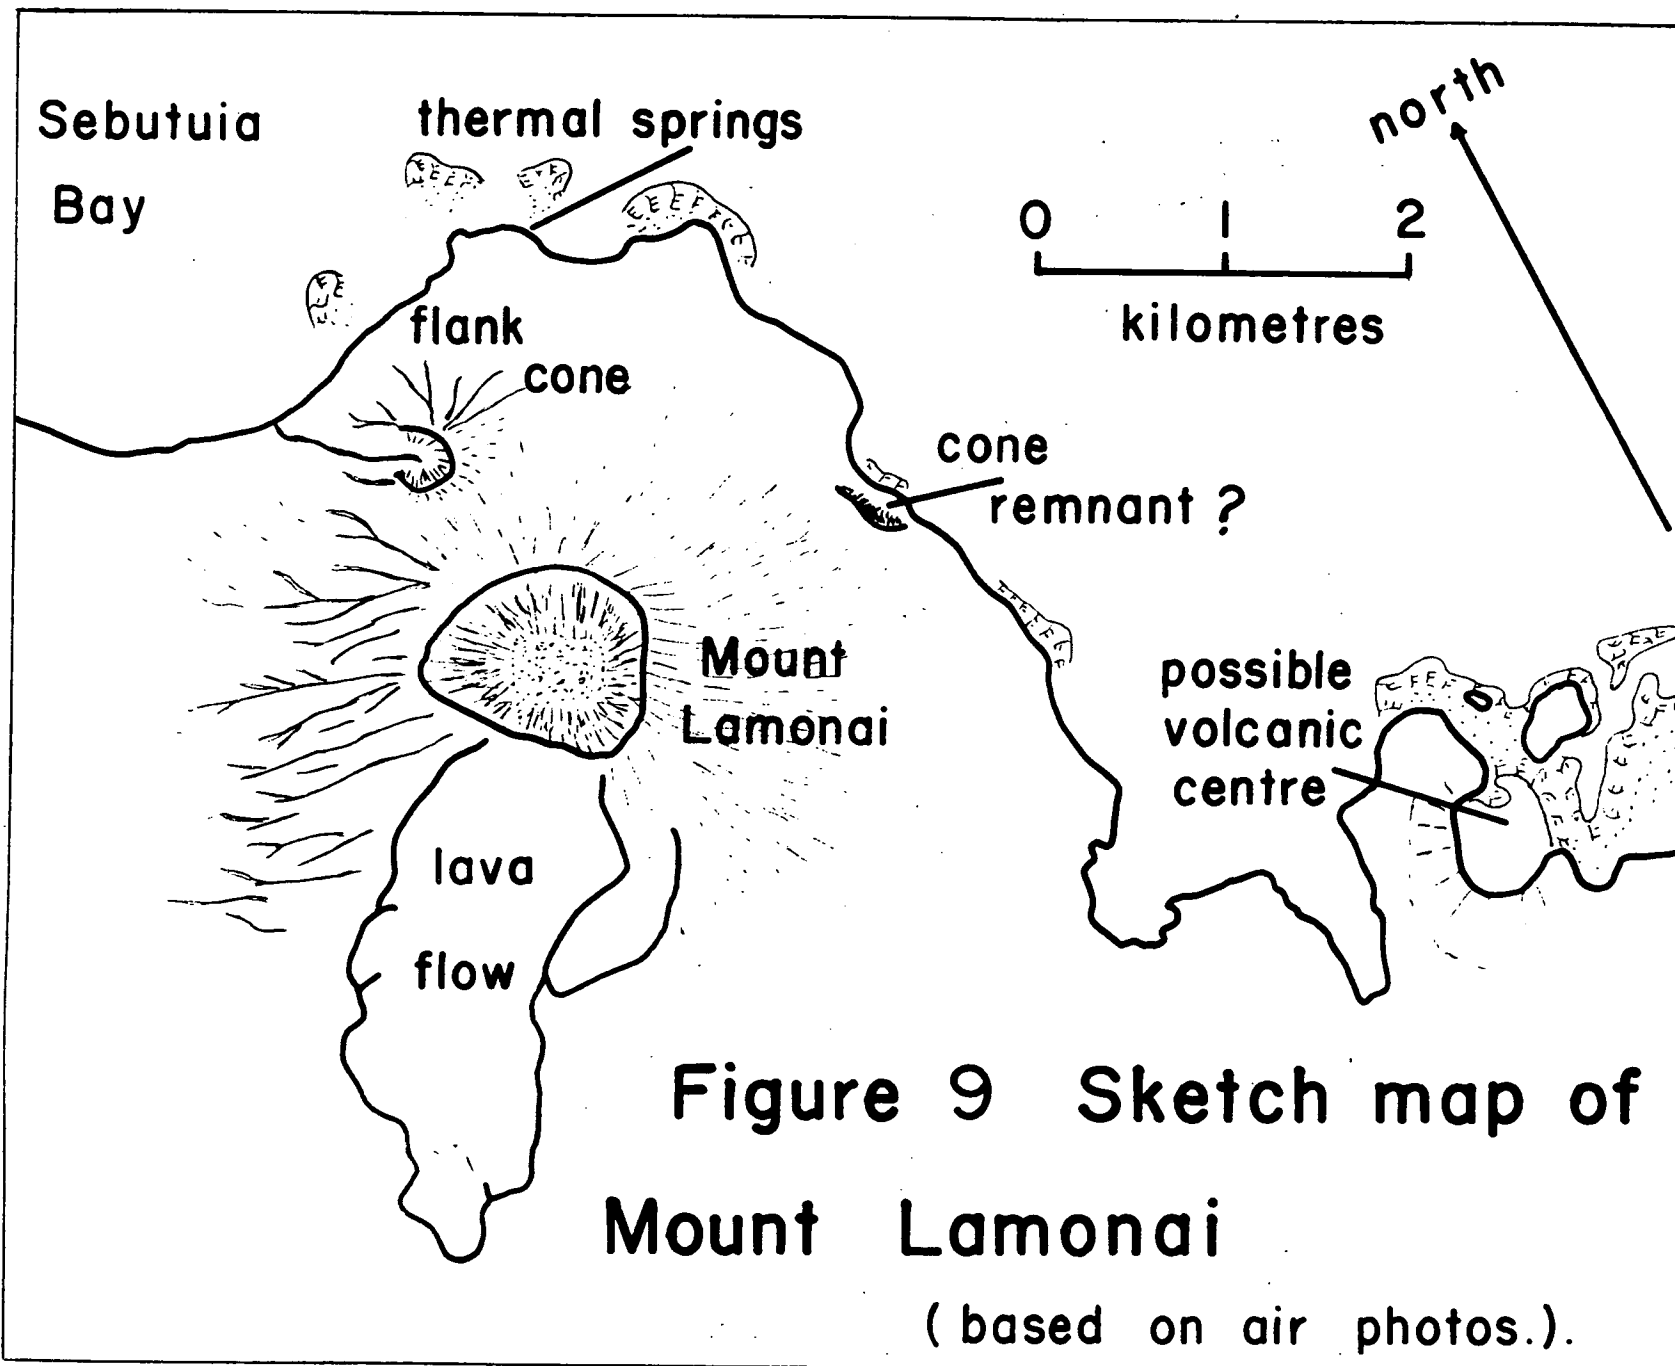 Sebutuia
Bay
thermal springs
north
0 1 2
kilometres
flank
cone
cone
remnant ?
Mount
Lamonai
possible
volcanic
centre
lava
flow
Figure 9 Sketch map of
Mount Lamonai
( based on air photos.).